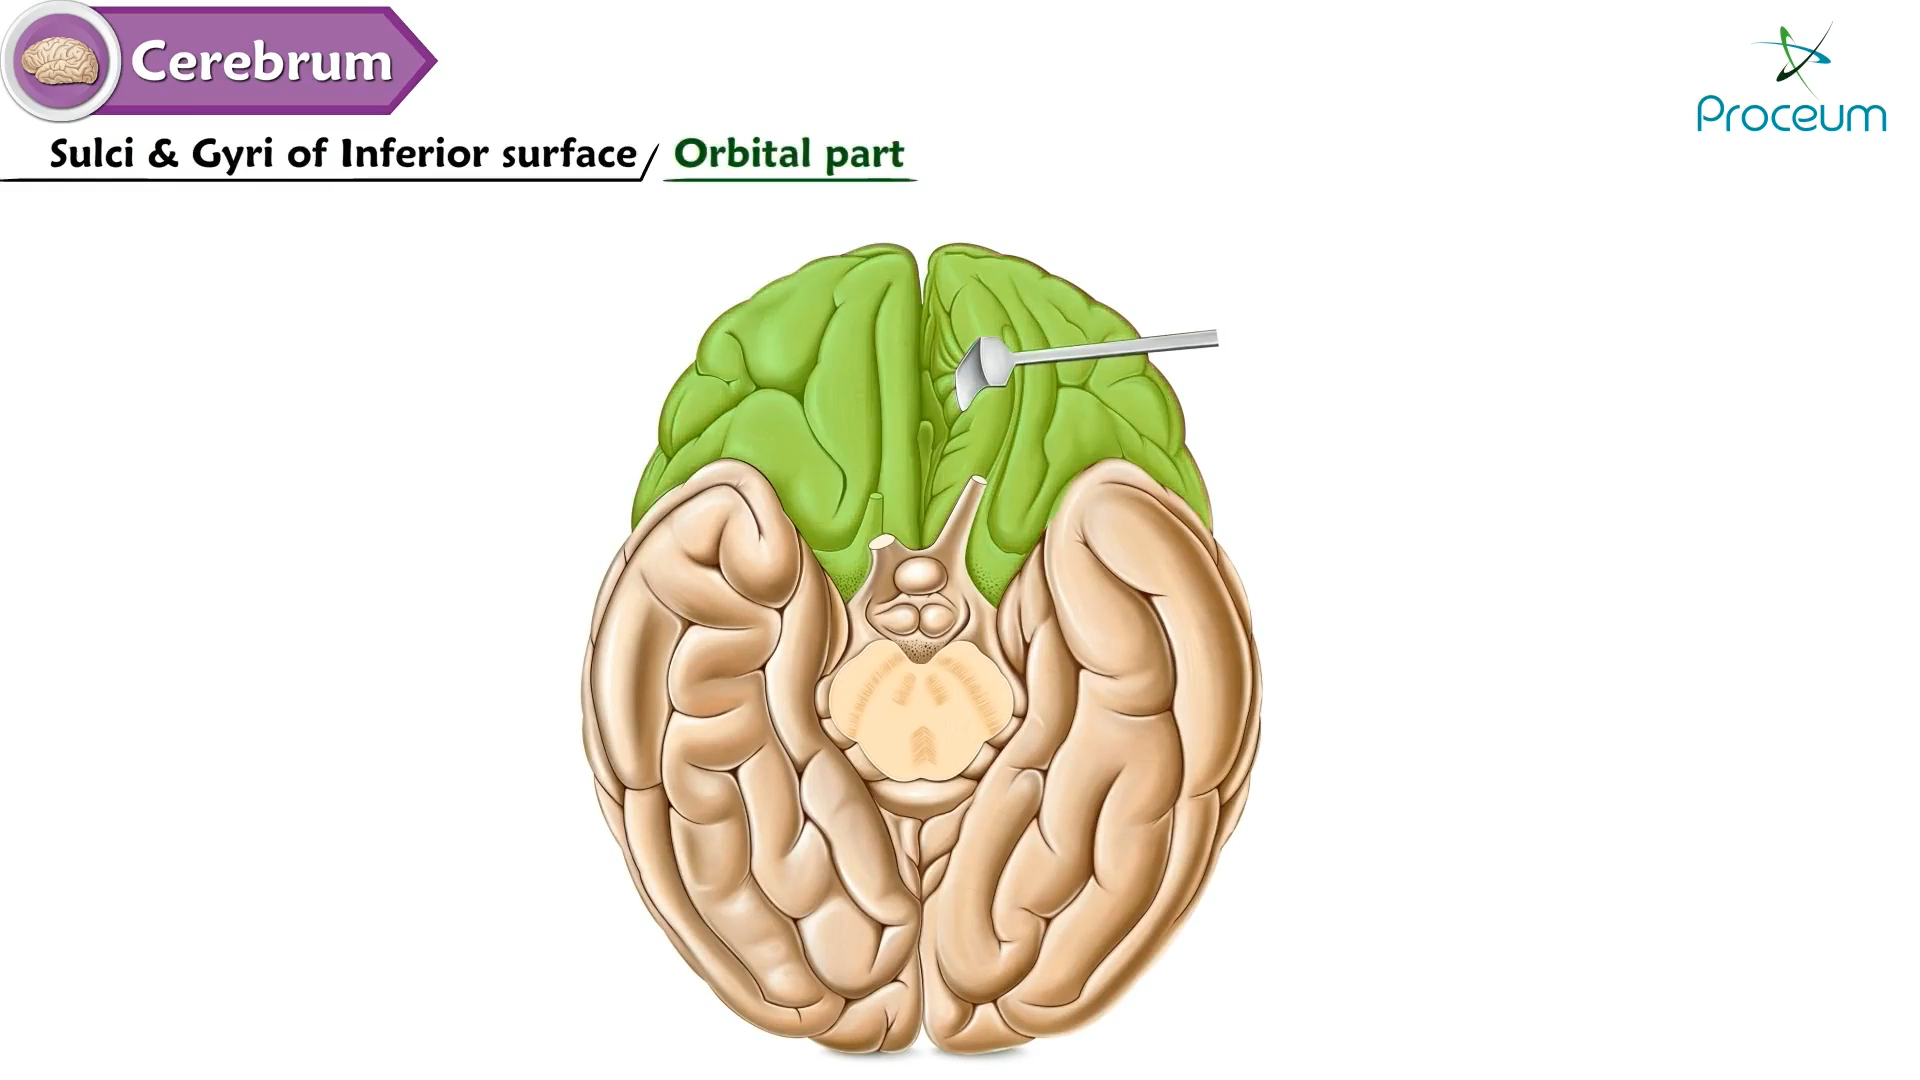 Cerebrum
Proceum
Sulci & Gyri of Inferior surface / Orbital part